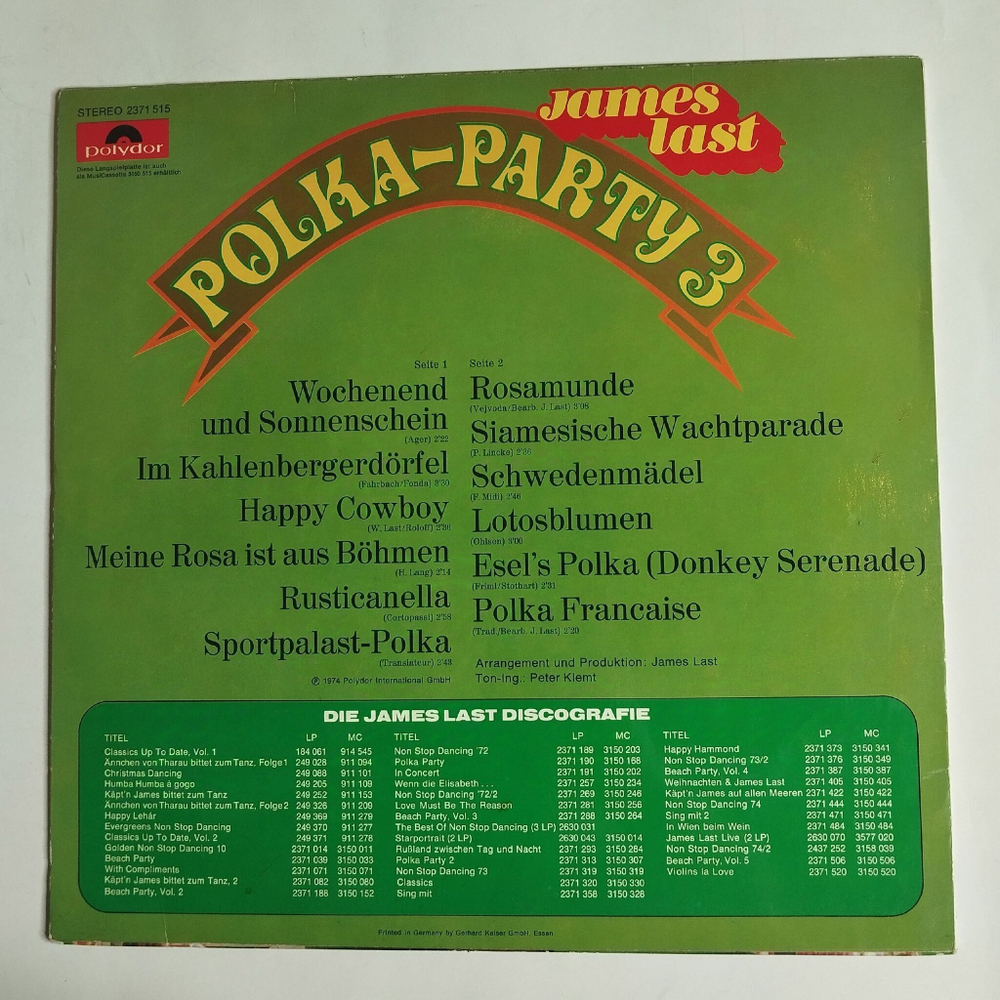 STEREO 2371 515
polydor
Diese Langspielplatte ist auch
als MusiCassette 3150 515 erhältlich
james
last
POLKA-PARTY 3
Seite 1
Wochenend
und Sonnenschein
(Ager) 2'22
Im Kahlenbergerdörfel
(Fahrbach/Fonda) 3'30
Happy Cowboy
(W. Last/Roloff) 2'36
Meine Rosa ist aus Böhmen
(H. Lang) 2'14
Rusticanella
(Cortopassi) 2'58
Sportpalast-Polka
(Translateur) 2'43
℗ 1974 Polydor International GmbH
Seite 2
Rosamunde
(Vejvoda/Bearb. J. Last) 3'08
Siamesische Wachtparade
(P. Lincke) 2'36
Schwedenmädel
(F. Midi) 2'46
Lotosblumen
(Ohlsen) 3'00
Esel's Polka (Donkey Serenade)
(Friml/Stothart) 2'31
Polka Francaise
(Trad./Bearb. J. Last) 2'20
Arrangement und Produktion: James Last
Ton-Ing.: Peter Klemt
DIE JAMES LAST DISCOGRAFIE
TITEL LP MC
Classics Up To Date, Vol. 1 184 061 914 545
Ännchen von Tharau bittet zum Tanz, Folge 1 249 028 911 094
Christmas Dancing 249 088 911 101
Humba Humba à gogo 249 205 911 109
Käpt'n James bittet zum Tanz 249 252 911 153
Ännchen von Tharau bittet zum Tanz, Folge 2 249 326 911 209
Happy Lehár 249 369 911 279
Evergreens Non Stop Dancing 249 370 911 277
Classics Up To Date, Vol. 2 249 371 911 278
Golden Non Stop Dancing 10 2371 014 3150 011
Beach Party 2371 039 3150 033
With Compliments 2371 071 3150 071
Käpt'n James bittet zum Tanz, 2 2371 082 3150 080
Beach Party, Vol. 2 2371 188 3150 152
TITEL LP MC
Non Stop Dancing '72 2371 189 3150 203
Polka Party 2371 190 3150 168
In Concert 2371 191 3150 202
Wenn die Elisabeth . . . 2371 257 3150 234
Non Stop Dancing '72/2 2371 269 3150 246
Love Must Be The Reason 2371 281 3150 256
Beach Party, Vol. 3 2371 288 3150 264
The Best Of Non Stop Dancing (3 LP) 2630 031
Starportrait (2 LP) 2630 043 3150 014
Rußland zwischen Tag und Nacht 2371 293 3150 284
Polka Party 2 2371 313 3150 307
Non Stop Dancing 73 2371 319 3150 319
Classics 2371 320 3150 330
Sing mit 2371 358 3150 328
TITEL LP MC
Happy Hammond 2371 373 3150 341
Non Stop Dancing 73/2 2371 376 3150 349
Beach Party, Vol. 4 2371 387 3150 387
Weihnachten & James Last 2371 405 3150 405
Käpt'n James auf allen Meeren 2371 422 3150 422
Non Stop Dancing 74 2371 444 3150 444
Sing mit 2 2371 471 3150 471
In Wien beim Wein 2371 484 3150 484
James Last Live (2 LP) 2630 070 3577 020
Non Stop Dancing 74/2 2437 252 3158 039
Beach Party, Vol. 5 2371 506 3150 506
Violins in Love 2371 520 3150 520
Printed in Germany by Gerhard Kaiser GmbH, Essen